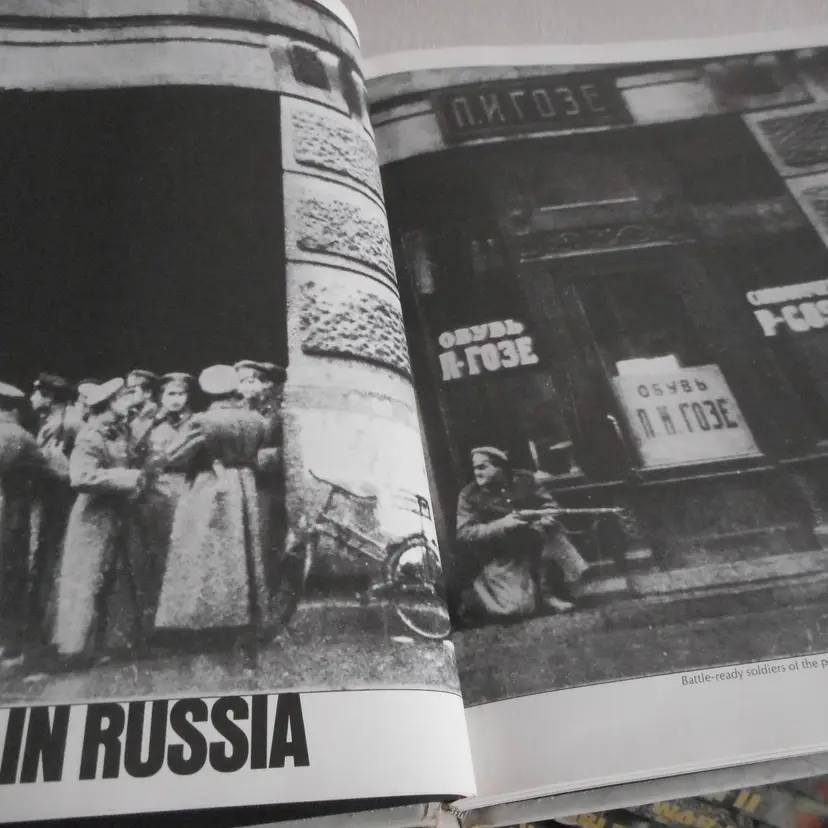 IN RUSSIA
П.И ГОЗЕ
ОБУВЬ
ГОЗЕ
ОБУВЬ
П.И.ГОЗЕ
Battle-ready soldiers of the